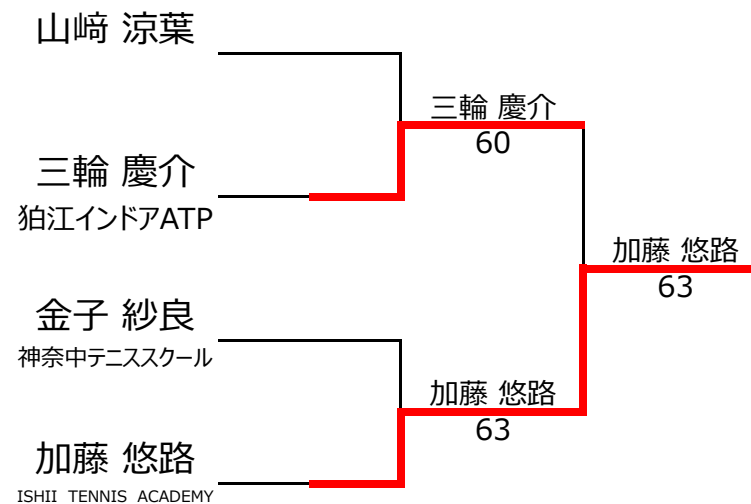 山﨑 涼葉
三輪 慶介
60
三輪 慶介
狛江インドアATP
加藤 悠路
63
金子 紗良
神奈中テニススクール
加藤 悠路
63
加藤 悠路
ISHII TENNIS ACADEMY